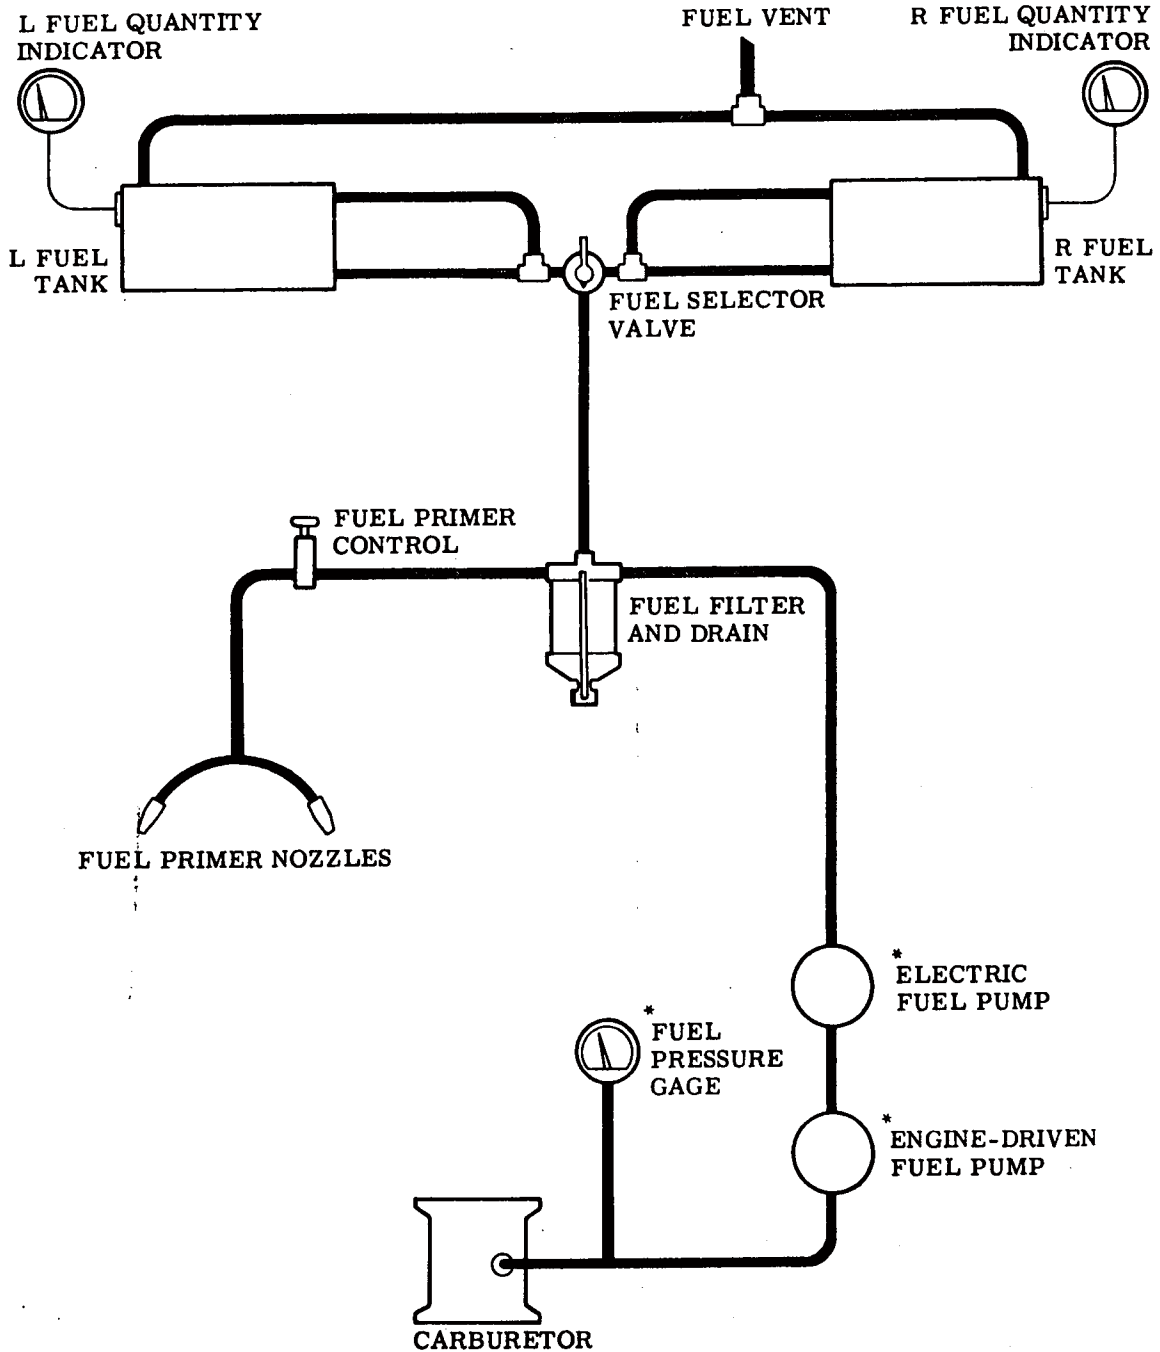 L FUEL QUANTITY
INDICATOR
FUEL VENT
R FUEL QUANTITY
INDICATOR
L FUEL
TANK
R FUEL
TANK
FUEL SELECTOR
VALVE
FUEL PRIMER
CONTROL
FUEL FILTER
AND DRAIN
FUEL PRIMER NOZZLES
*ELECTRIC
FUEL PUMP
*FUEL
PRESSURE
GAGE
*ENGINE-DRIVEN
FUEL PUMP
CARBURETOR